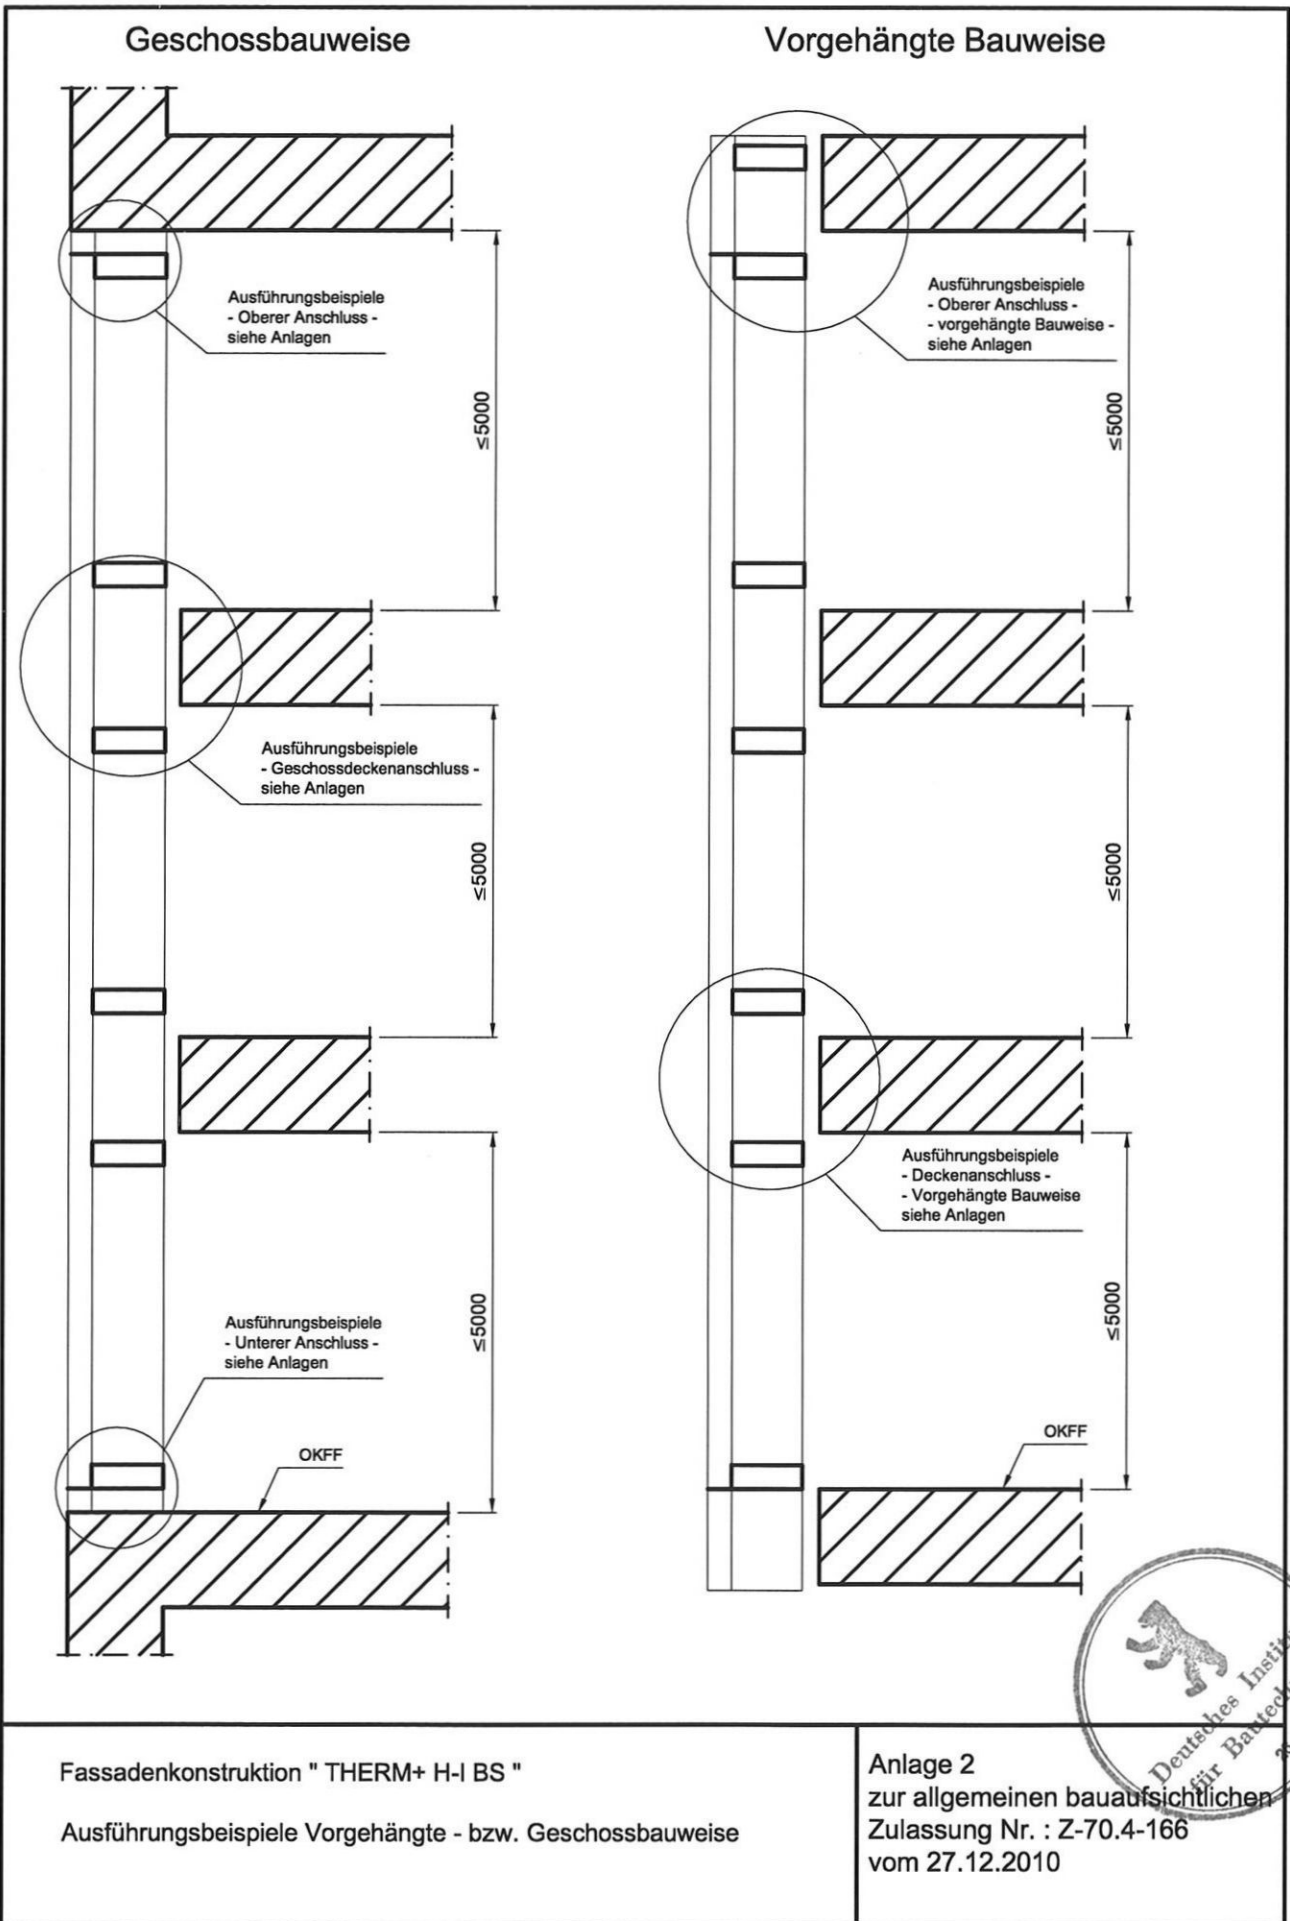 Geschossbauweise
Vorgehängte Bauweise
Ausführungsbeispiele
- Oberer Anschluss -
siehe Anlagen
≤5000
Ausführungsbeispiele
- Geschossdeckenanschluss -
siehe Anlagen
≤5000
Ausführungsbeispiele
- Unterer Anschluss -
siehe Anlagen
≤5000
OKFF
Ausführungsbeispiele
- Oberer Anschluss -
- vorgehängte Bauweise -
siehe Anlagen
≤5000
≤5000
Ausführungsbeispiele
- Deckenanschluss -
- Vorgehängte Bauweise
siehe Anlagen
≤5000
OKFF
Deutsches
für
Fassadenkonstruktion " THERM+ H-I BS "
Ausführungsbeispiele Vorgehängte - bzw. Geschossbauweise
Anlage 2
zur allgemeinen bauaufsichtlichen
Zulassung Nr. : Z-70.4-166
vom 27.12.2010